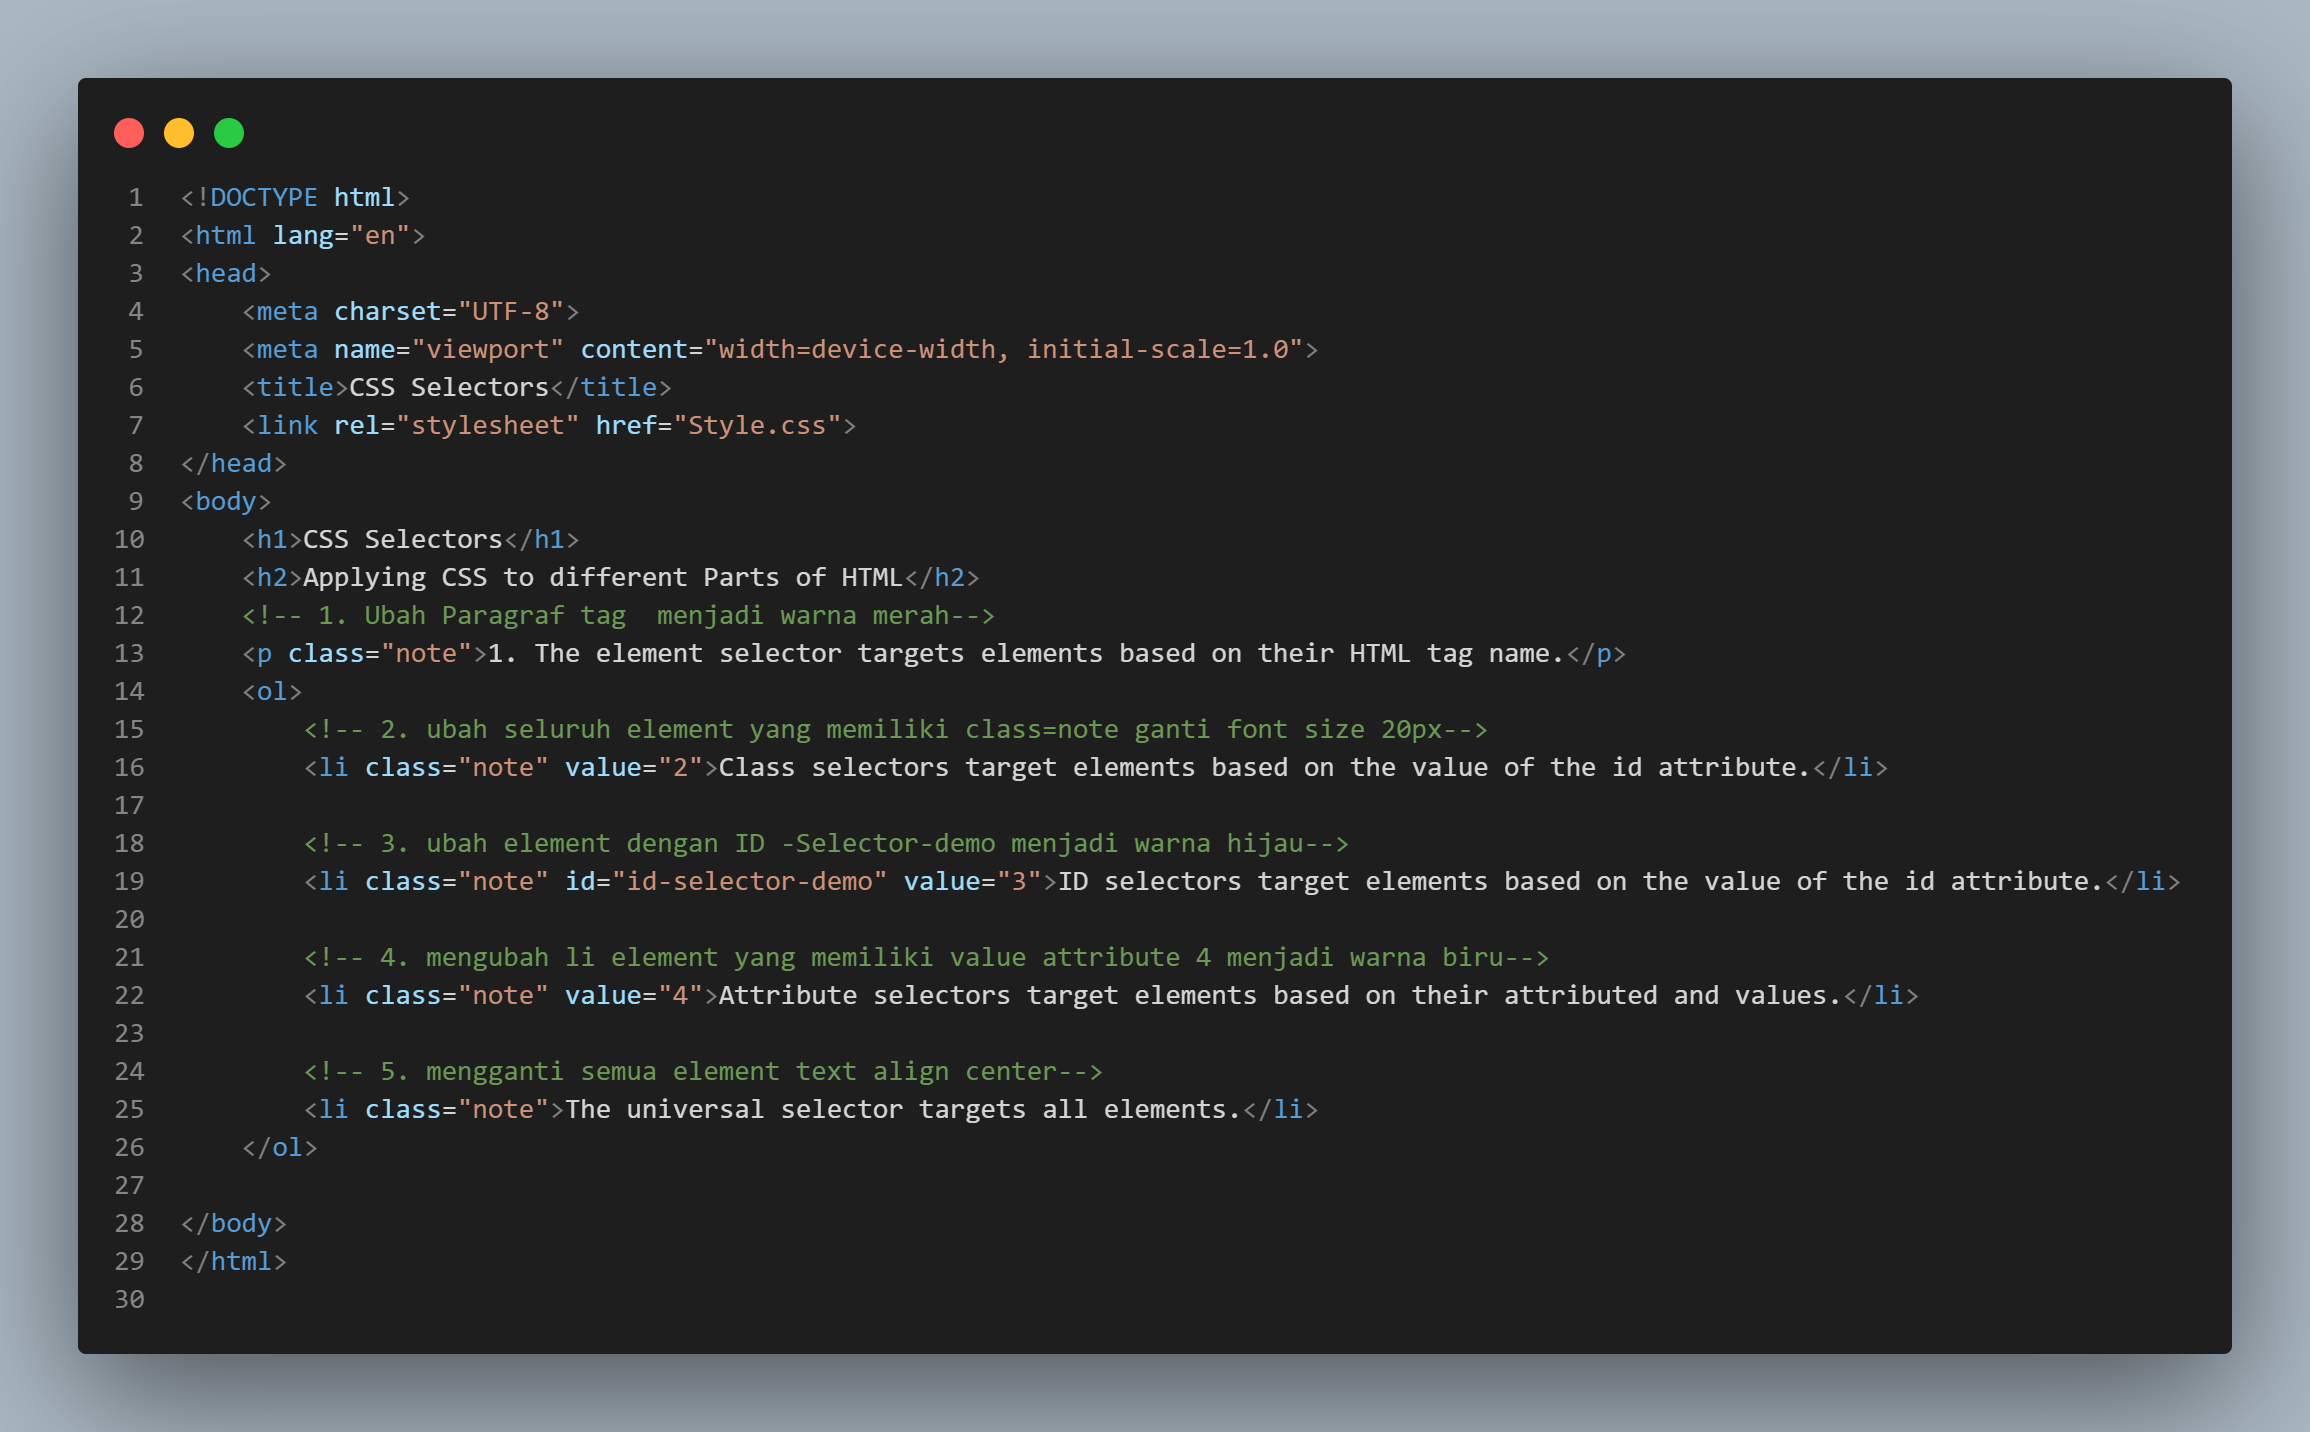 1 <!DOCTYPE html>
2 <html lang="en">
3 <head>
4     <meta charset="UTF-8">
5     <meta name="viewport" content="width=device-width, initial-scale=1.0">
6     <title>CSS Selectors</title>
7     <link rel="stylesheet" href="Style.css">
8 </head>
9 <body>
10     <h1>CSS Selectors</h1>
11     <h2>Applying CSS to different Parts of HTML</h2>
12     <!-- 1. Ubah Paragraf tag  menjadi warna merah-->
13     <p class="note">1. The element selector targets elements based on their HTML tag name.</p>
14     <ol>
15         <!-- 2. ubah seluruh element yang memiliki class=note ganti font size 20px-->
16         <li class="note" value="2">Class selectors target elements based on the value of the id attribute.</li>
17
18         <!-- 3. ubah element dengan ID -Selector-demo menjadi warna hijau-->
19         <li class="note" id="id-selector-demo" value="3">ID selectors target elements based on the value of the id attribute.</li>
20
21         <!-- 4. mengubah li element yang memiliki value attribute 4 menjadi warna biru-->
22         <li class="note" value="4">Attribute selectors target elements based on their attributed and values.</li>
23
24         <!-- 5. mengganti semua element text align center-->
25         <li class="note">The universal selector targets all elements.</li>
26     </ol>
27
28 </body>
29 </html>
30